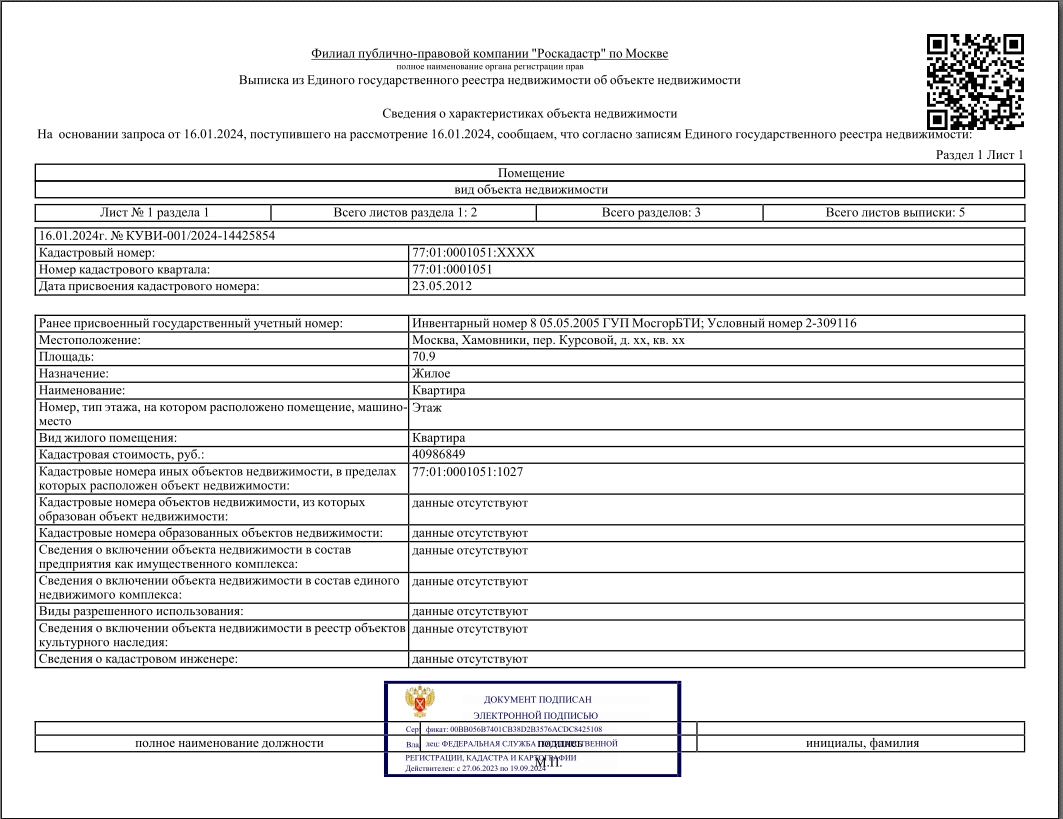 Филиал публично-правовой компании "Роскадастр" по Москве
полное наименование органа регистрации прав
Выписка из Единого государственного реестра недвижимости об объекте недвижимости
Сведения о характеристиках объекта недвижимости
На основании запроса от 16.01.2024, поступившего на рассмотрение 16.01.2024, сообщаем, что согласно записям Единого государственного реестра недвижимости:
Раздел 1 Лист 1
Помещение
вид объекта недвижимости
Лист № 1 раздела 1 Всего листов раздела 1: 2 Всего разделов: 3 Всего листов выписки: 5
16.01.2024г. № КУВИ-001/2024-14425854
Кадастровый номер: 77:01:0001051:XXXX
Номер кадастрового квартала: 77:01:0001051
Дата присвоения кадастрового номера: 23.05.2012
Ранее присвоенный государственный учетный номер: Инвентарный номер 8 05.05.2005 ГУП МосгорБТИ; Условный номер 2-309116
Местоположение: Москва, Хамовники, пер. Курсовой, д. хх, кв. хх
Площадь: 70.9
Назначение: Жилое
Наименование: Квартира
Номер, тип этажа, на котором расположено помещение, машино- Этаж
место
Вид жилого помещения: Квартира
Кадастровая стоимость, руб.: 40986849
Кадастровые номера иных объектов недвижимости, в пределах 77:01:0001051:1027
которых расположен объект недвижимости:
Кадастровые номера объектов недвижимости, из которых данные отсутствуют
образован объект недвижимости:
Кадастровые номера образованных объектов недвижимости: данные отсутствуют
Сведения о включении объекта недвижимости в состав данные отсутствуют
предприятия как имущественного комплекса:
Сведения о включении объекта недвижимости в состав единого данные отсутствуют
недвижимого комплекса:
Виды разрешенного использования: данные отсутствуют
Сведения о включении объекта недвижимости в реестр объектов данные отсутствуют
культурного наследия:
Сведения о кадастровом инженере: данные отсутствуют
ДОКУМЕНТ ПОДПИСАН
ЭЛЕКТРОННОЙ ПОДПИСЬЮ
Сер фикат: 00BB056B7401CB38D2B3576ACDC8425108
полное наименование должности Вла лец: ФЕДЕРАЛЬНАЯ СЛУЖБА подпись инициалы, фамилия
РЕГИСТРАЦИИ, КАДАСТРА И КАРТОГРАФИИ
М.П.
Действителен: с 27.06.2023 по 19.09.2024